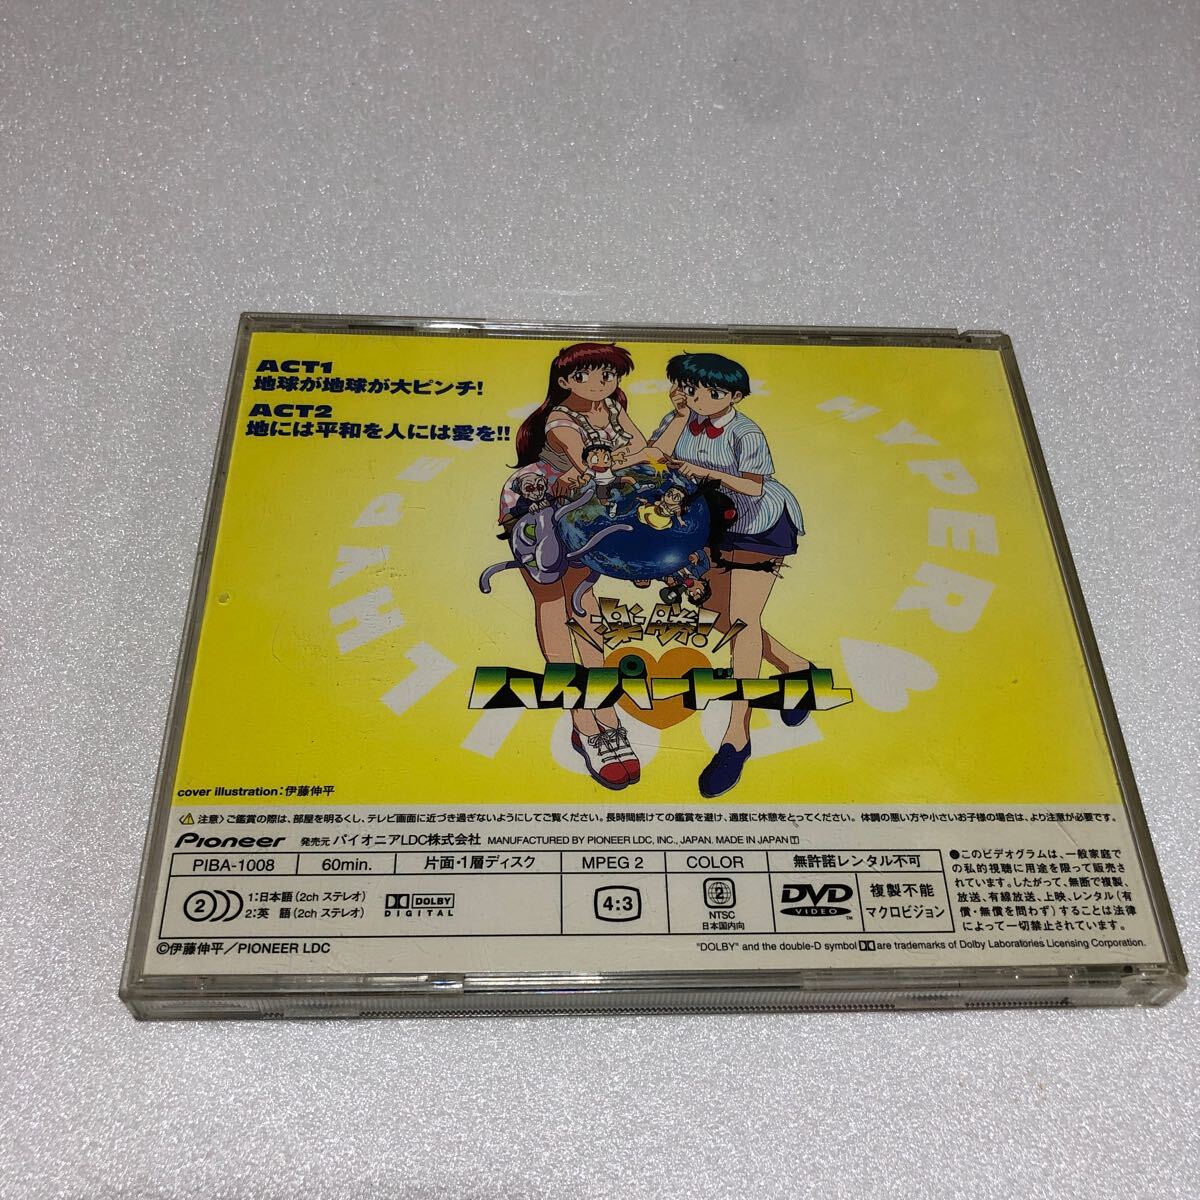 ACT1
地球が地球が大ピンチ!
ACT2
地には平和を人には愛を!!
HYPER
楽勝!
ハイパードール
cover illustration:伊藤伸平
注意〉ご鑑賞の際は、部屋を明るくし、テレビ画面に近づき過ぎないようにしてご覧ください。長時間続けての鑑賞を避け、適度に休憩をとってください。体調の悪い方や小さいお子様の場合は、より注意が必要です。
Pioneer 発売元 パイオニアLDC株式会社 MANUFACTURED BY PIONEER LDC, INC., JAPAN. MADE IN JAPAN T
PIBA-1008 60min. 片面・1層ディスク MPEG 2 COLOR 無許諾レンタル不可
2 1:日本語(2ch ステレオ)
2:英 語(2ch ステレオ)
DOLBY
DIGITAL
4:3
2
NTSC
日本国内向
DVD
VIDEO
TM
複製不能
マクロビジョン
●このビデオグラムは、一般家庭で
の私的視聴に用途を限って販売さ
れています。したがって、無断で複製、
放送、有線放送、上映、レンタル(有
償・無償を問わず)することは法律
によって一切禁止されています。
©伊藤伸平/PIONEER LDC
"DOLBY" and the double-D symbol are trademarks of Dolby Laboratories Licensing Corporation.